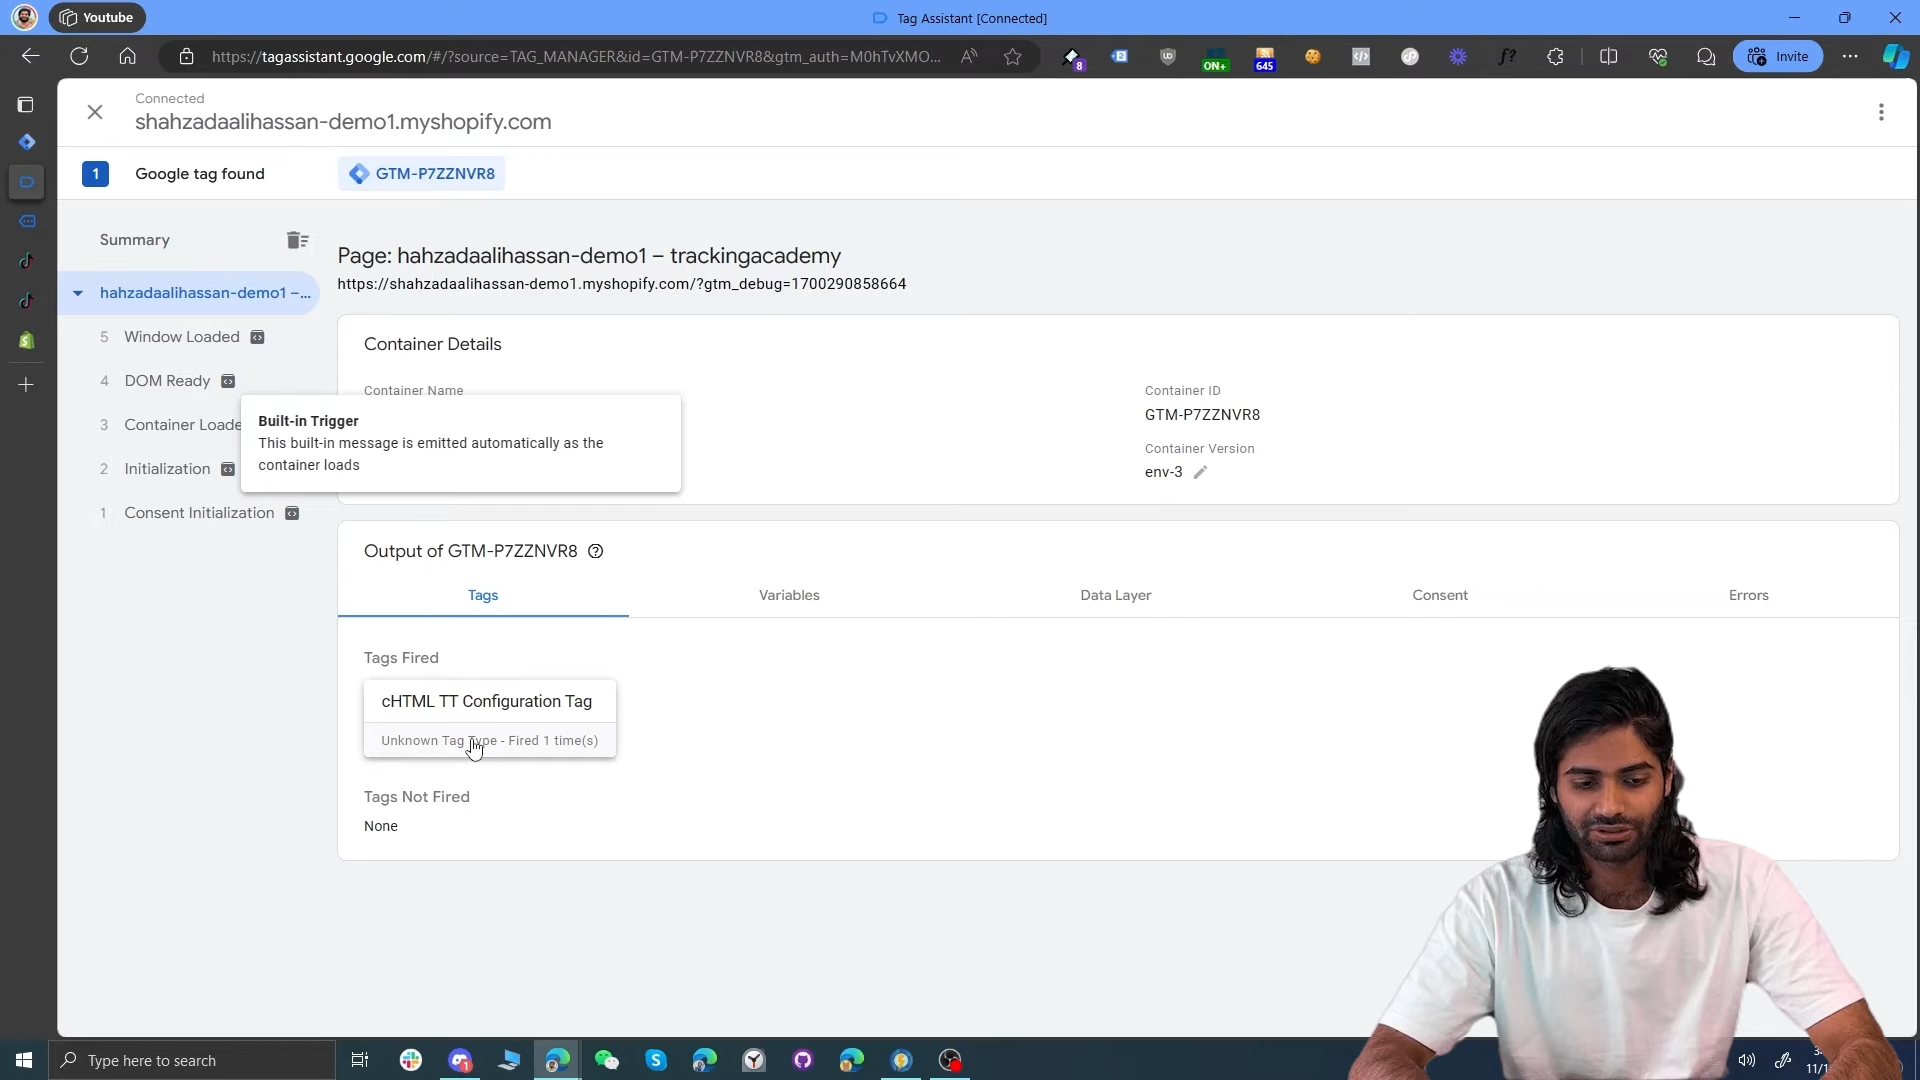 Youtube
Tag Assistant [Connected]
https://tagassistant.google.com/#/?source=TAG_MANAGER&id=GTM-P7ZZNVR8&gtm_auth=M0hTvXMO...
8
ON+
645
Invite
Connected
shahzadaalihassan-demo1.myshopify.com
1
Google tag found
GTM-P7ZZNVR8
Summary
hahzadaalihassan-demo1 –...
5 Window Loaded
4 DOM Ready
3 Container Loade
2 Initialization
1 Consent Initialization
Page: hahzadaalihassan-demo1 – trackingacademy
https://shahzadaalihassan-demo1.myshopify.com/?gtm_debug=1700290858664
Container Details
Container Name
Built-in Trigger
This built-in message is emitted automatically as the
container loads
Container ID
GTM-P7ZZNVR8
Container Version
env-3
Output of GTM-P7ZZNVR8
Tags Variables Data Layer Consent Errors
Tags Fired
cHTML TT Configuration Tag
Unknown Tag Type - Fired 1 time(s)
Tags Not Fired
None
Type here to search